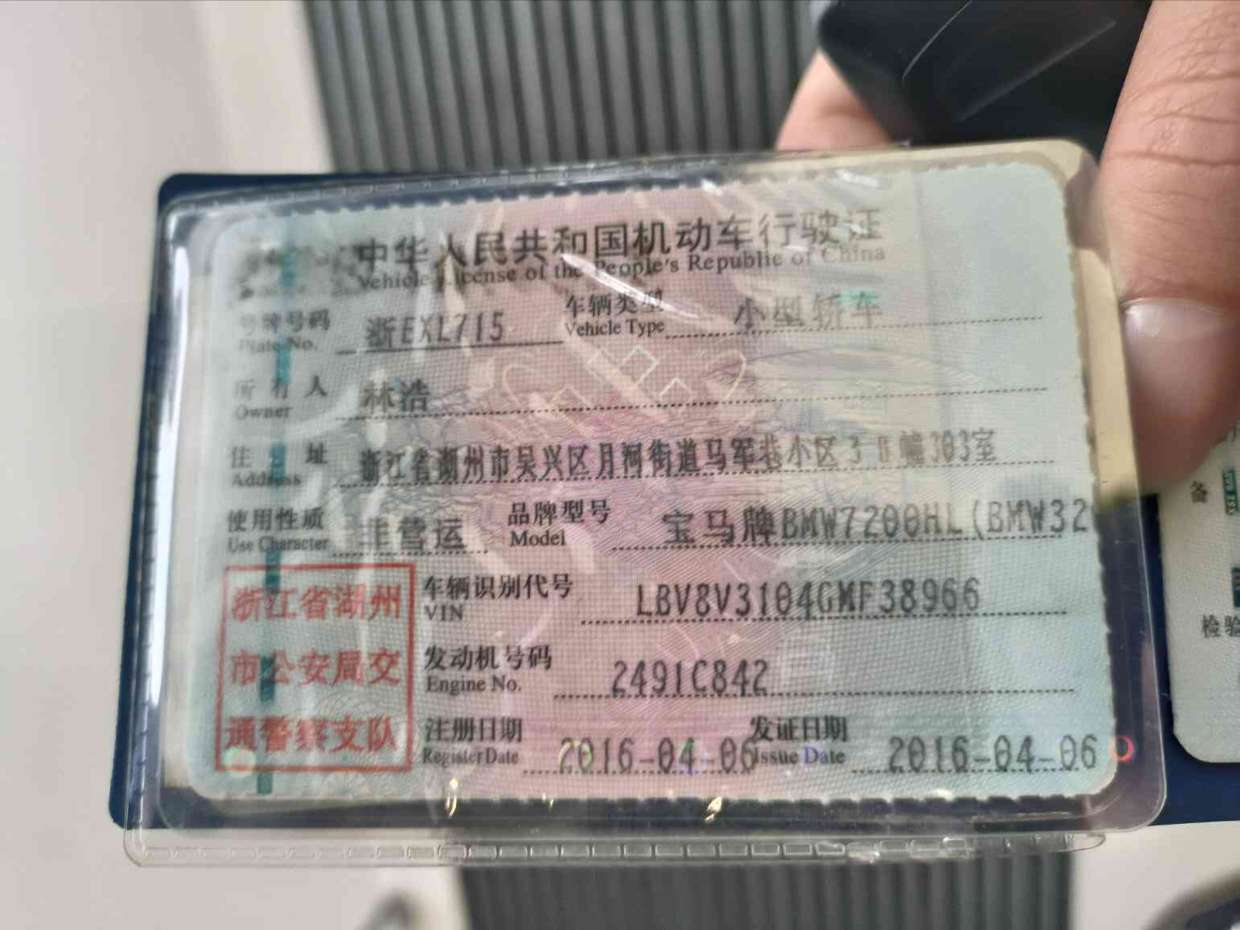 中华人民共和国机动车行驶证
Vehicle License of the People's Republic of China
号牌号码 浙EXL715 车辆类型 小型轿车
Plate No. Vehicle Type
所有人 林浩
Owner
住址 浙江省湖州市吴兴区月河街道马军巷小区3 幢303室
Address
使用性质 非营运 品牌型号 宝马牌BMW7200HL(BMW32
Use Character Model
浙江省湖州 车辆识别代号 LBV8V3104GMF38966
VIN
市公安局交 发动机号码 2491C842
Engine No.
通警察支队 注册日期 2016-04-06 发证日期 2016-04-06
Register Date Issue Date
备
检验